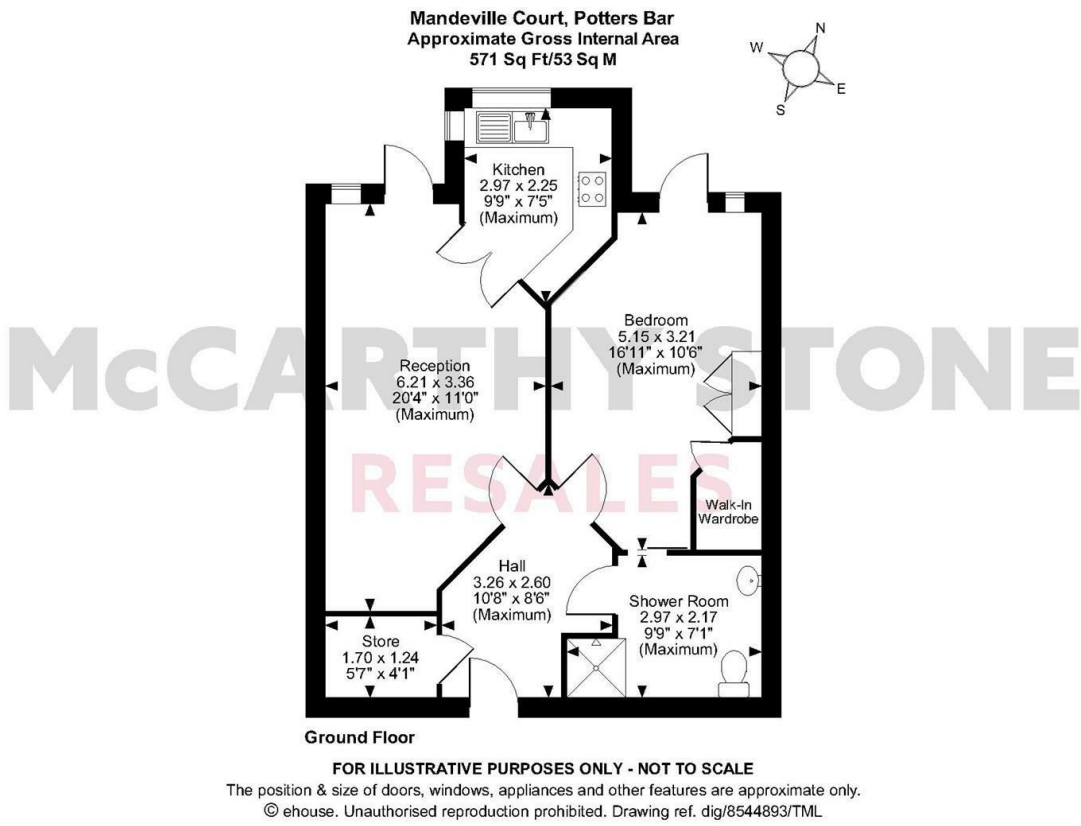 Mandeville Court, Potters Bar
Approximate Gross Internal Area
571 Sq Ft/53 Sq M
N
W
E
S
Kitchen
2.97 x 2.25
9'9" x 7'5"
(Maximum)
Bedroom
5.15 x 3.21
16'11" x 10'6"
(Maximum)
McCARTHY STONE
Reception
6.21 x 3.36
20'4" x 11'0"
(Maximum)
RESALES
Walk-In
Wardrobe
Hall
3.26 x 2.60
10'8" x 8'6"
(Maximum)
Shower Room
2.97 x 2.17
9'9" x 7'1"
(Maximum)
Store
1.70 x 1.24
5'7" x 4'1"
Ground Floor
FOR ILLUSTRATIVE PURPOSES ONLY - NOT TO SCALE
The position & size of doors, windows, appliances and other features are approximate only.
© ehouse. Unauthorised reproduction prohibited. Drawing ref. dig/8544893/TML